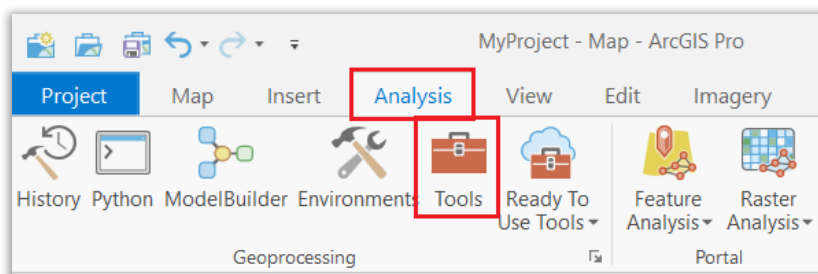 MyProject - Map - ArcGIS Pro
Project Map Insert Analysis View Edit Imagery
History Python ModelBuilder Environments Tools Ready To Use Tools Feature Analysis Raster Analysis
Geoprocessing Portal